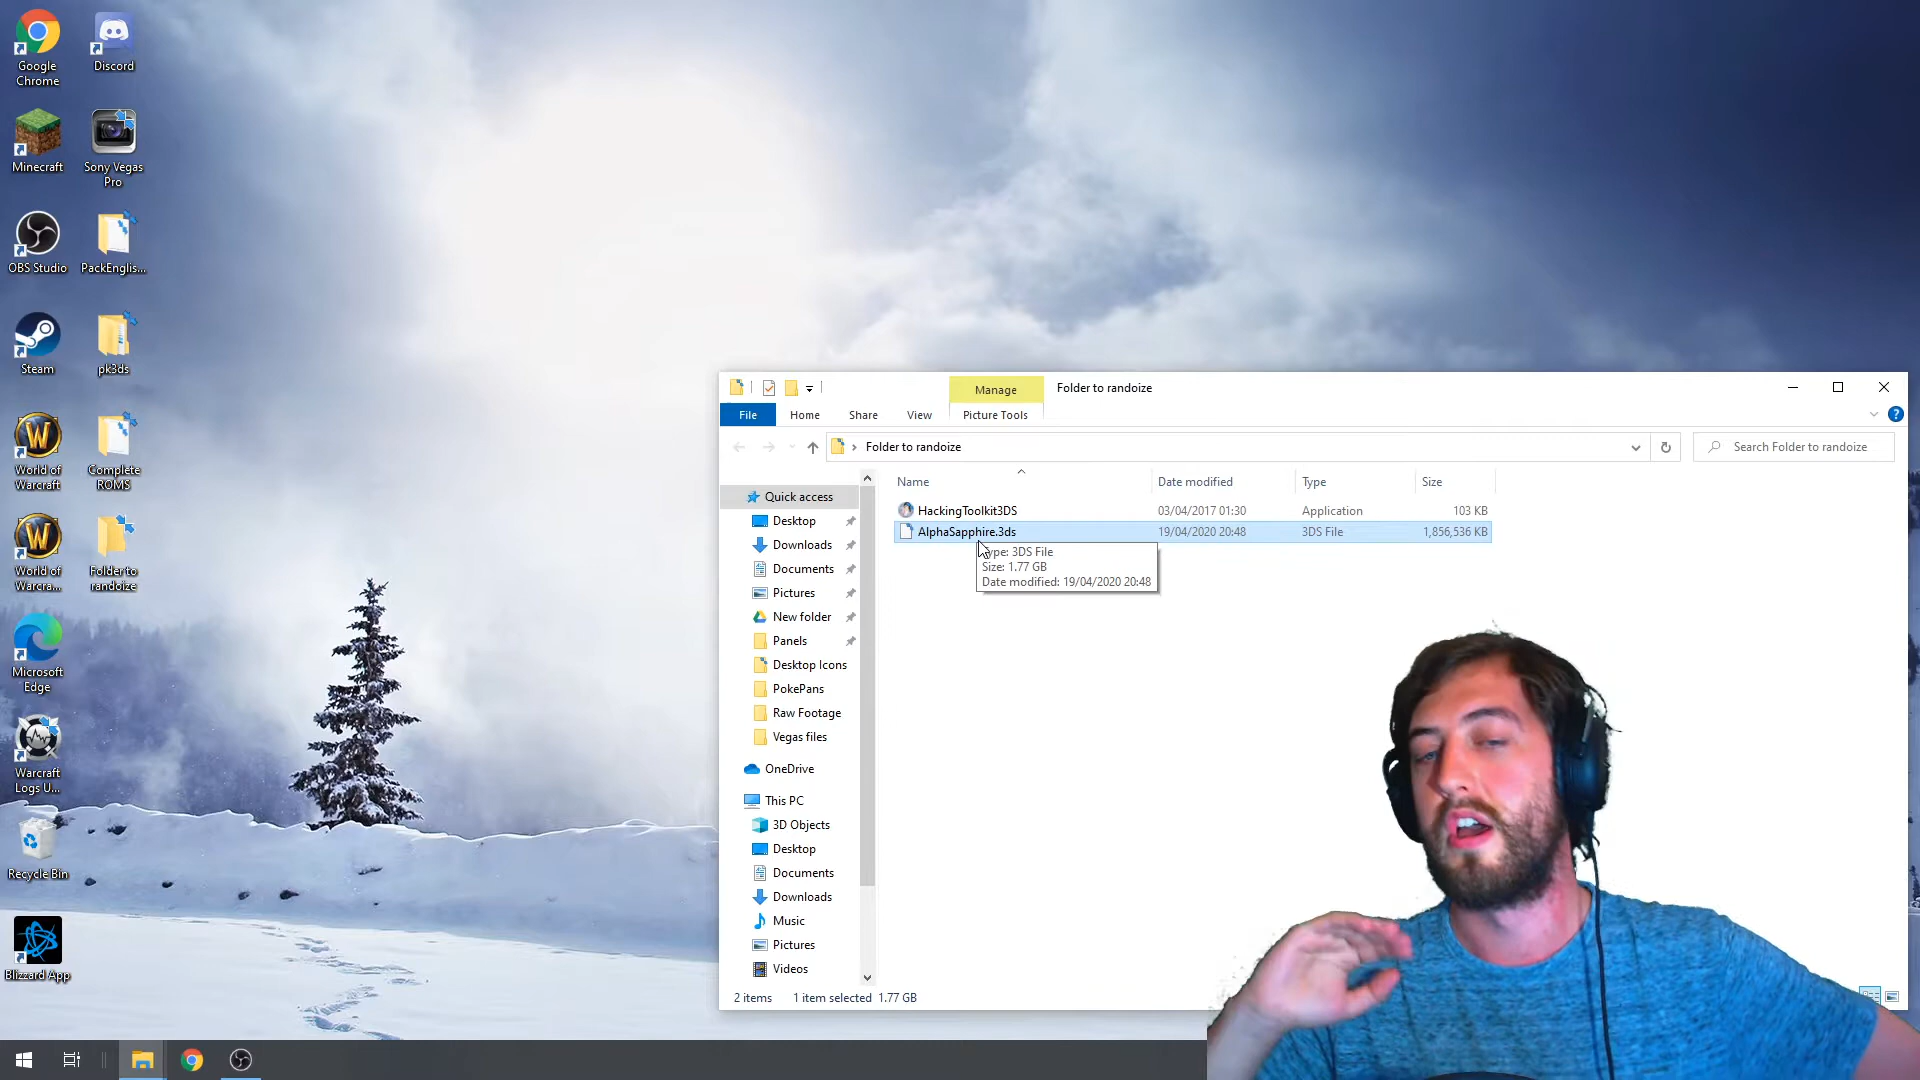 Google
Chrome
Discord
Minecraft
Sony Vegas
Pro
OBS Studio
PackEnglis...
Steam
pk3ds
World of
Warcraft
Complete
ROMS
World of
Warcra...
Folder to
randoize
Microsoft
Edge
Warcraft
Logs U...
Recycle Bin
Blizzard App
Manage
Folder to randoize
File
Home
Share
View
Picture Tools
Folder to randoize
Search Folder to randoize
Name
Date modified
Type
Size
HackingToolkit3DS
03/04/2017 01:30
Application
103 KB
AlphaSapphire.3ds
19/04/2020 20:48
3DS File
1,856,536 KB
ype: 3DS File
Size: 1.77 GB
Date modified: 19/04/2020 20:48
Quick access
Desktop
Downloads
Documents
Pictures
New folder
Panels
Desktop Icons
PokePans
Raw Footage
Vegas files
OneDrive
This PC
3D Objects
Desktop
Documents
Downloads
Music
Pictures
Videos
2 items
1 item selected 1.77 GB